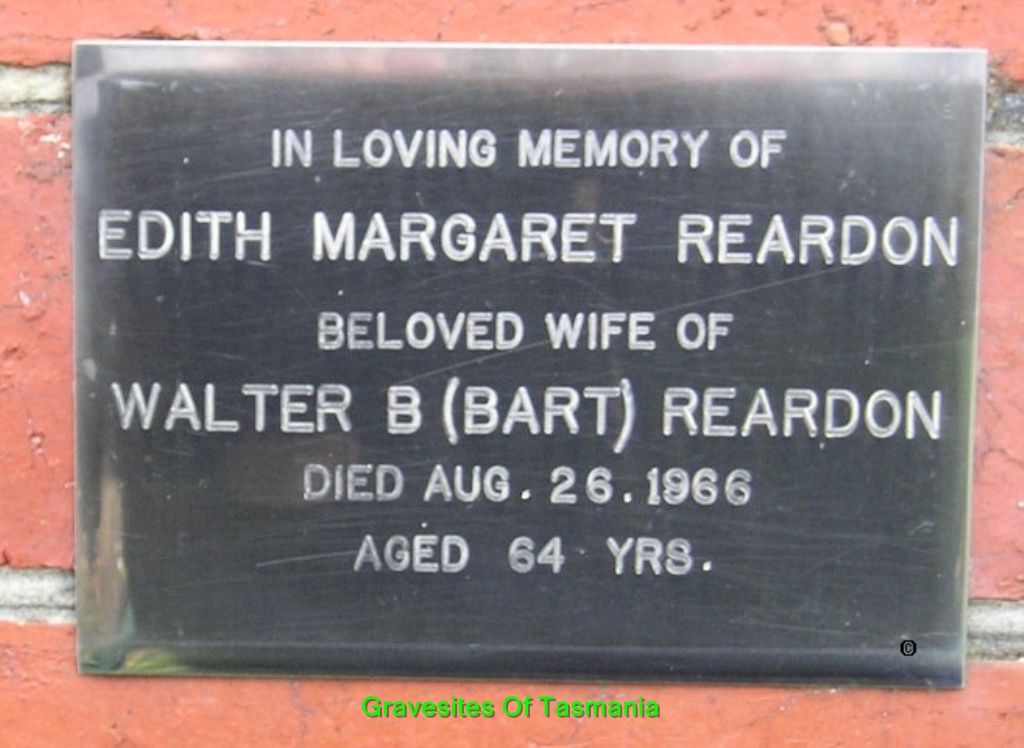 IN LOVING MEMORY OF
EDITH MARGARET REARDON
BELOVED WIFE OF
WALTER B (BART) REARDON
DIED AUG. 26. 1966
AGED 64 YRS.
©
Gravesites Of Tasmania